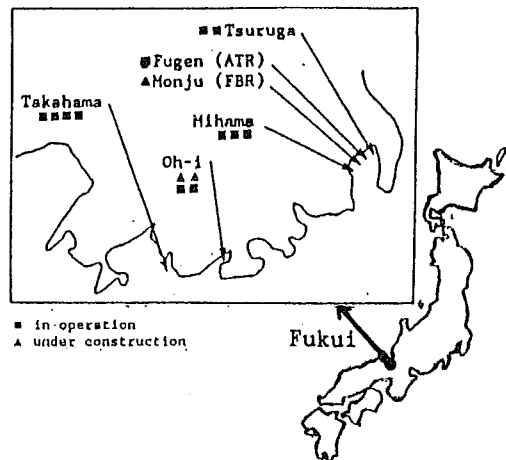 ■■Tsuruga
■Fugen (ATR)
▲Monju (FBR)
Takahama
■■■■
Mihama
■■■
Oh-i
▲▲
■■
■ in operation
▲ under construction
Fukui